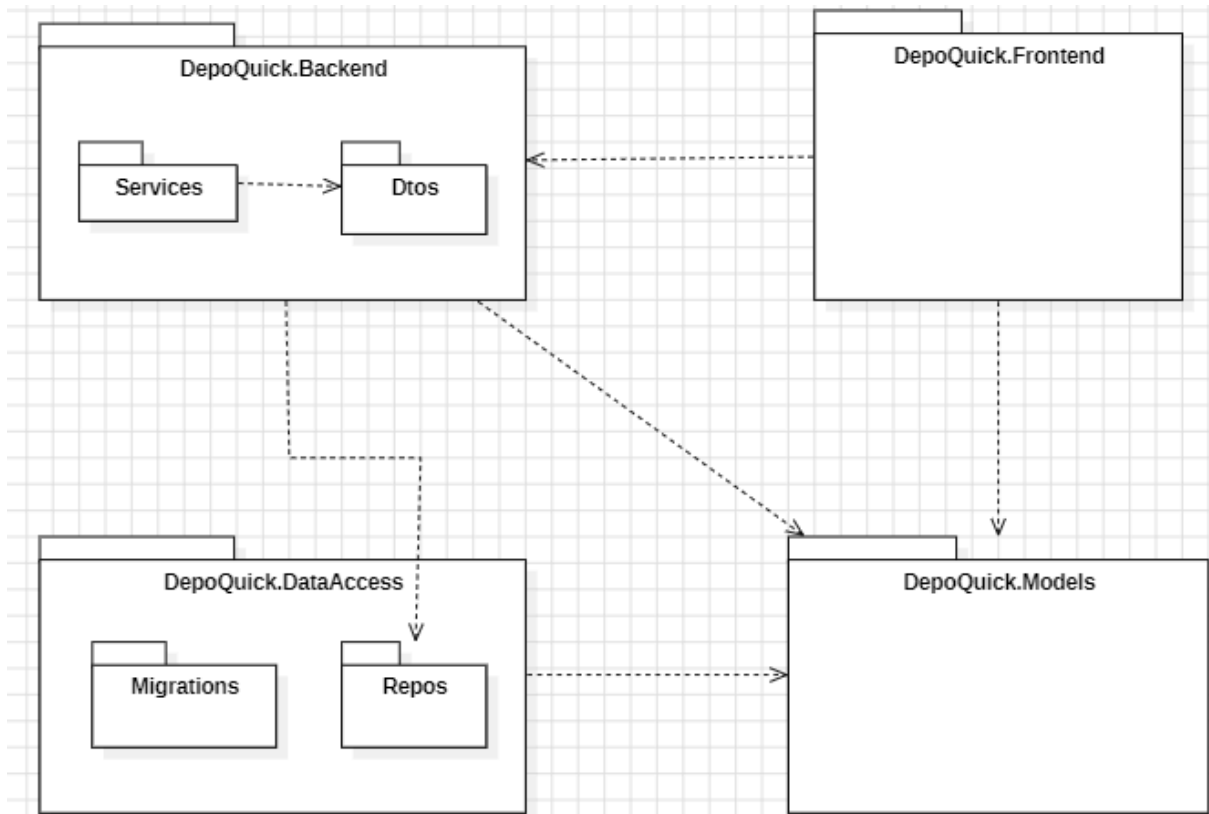 DepoQuick.Backend
DepoQuick.Frontend
Services
Dtos
DepoQuick.DataAccess
DepoQuick.Models
Migrations
Repos